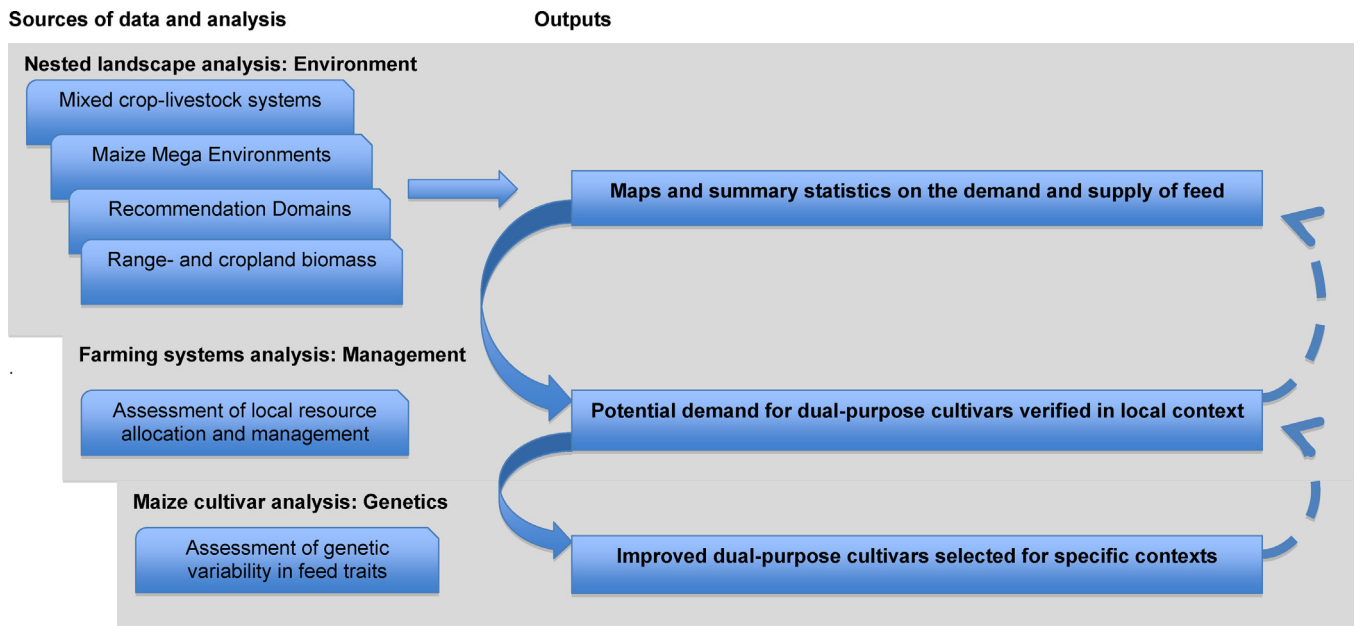 Sources of data and analysis
Outputs
Nested landscape analysis: Environment
Mixed crop-livestock systems
Maize Mega Environments
Recommendation Domains
Range- and cropland biomass
Maps and summary statistics on the demand and supply of feed
Farming systems analysis: Management
.
Assessment of local resource
allocation and management
Potential demand for dual-purpose cultivars verified in local context
Maize cultivar analysis: Genetics
Assessment of genetic
variability in feed traits
Improved dual-purpose cultivars selected for specific contexts